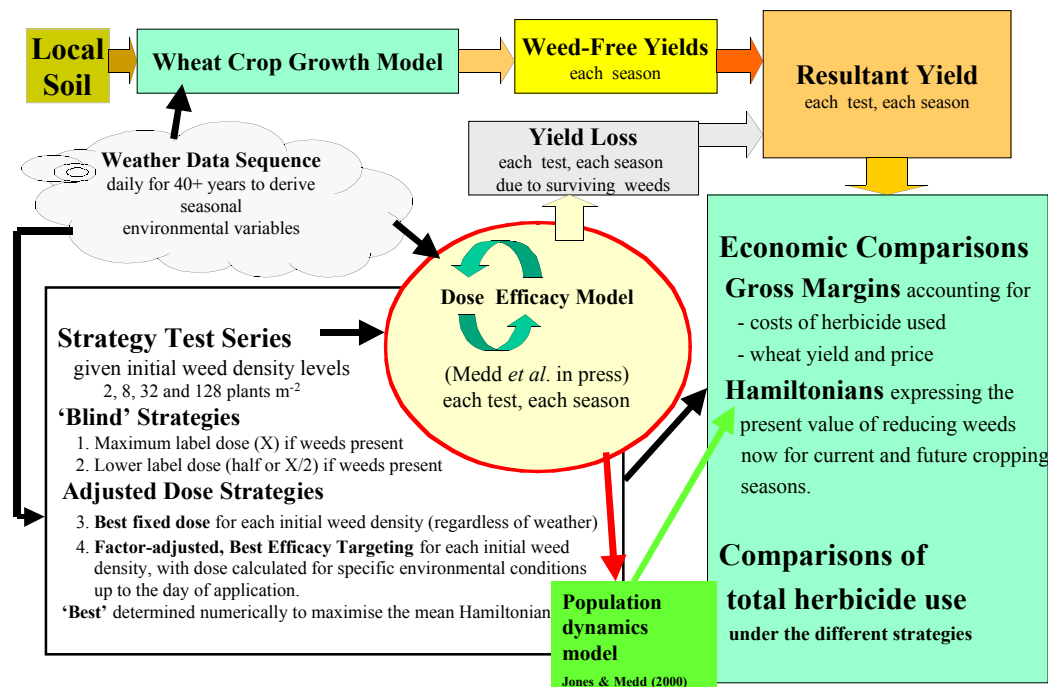 Local
Soil
Wheat Crop Growth Model
Weed-Free Yields
each season
Resultant Yield
each test, each season
Yield Loss
each test, each season
due to surviving weeds
Weather Data Sequence
daily for 40+ years to derive
seasonal
environmental variables
Dose Efficacy Model
(Medd et al. in press)
each test, each season
Strategy Test Series
given initial weed density levels
2, 8, 32 and 128 plants m-2
‘Blind’ Strategies
1. Maximum label dose (X) if weeds present
2. Lower label dose (half or X/2) if weeds present
Adjusted Dose Strategies
3. Best fixed dose for each initial weed density (regardless of weather)
4. Factor-adjusted, Best Efficacy Targeting for each initial weed
density, with dose calculated for specific environmental conditions
up to the day of application.
‘Best’ determined numerically to maximise the mean Hamiltonian
Population
dynamics
model
Jones & Medd (2000)
Economic Comparisons
Gross Margins accounting for
- costs of herbicide used
- wheat yield and price
Hamiltonians expressing the
present value of reducing weeds
now for current and future cropping
seasons.
Comparisons of
total herbicide use
under the different strategies